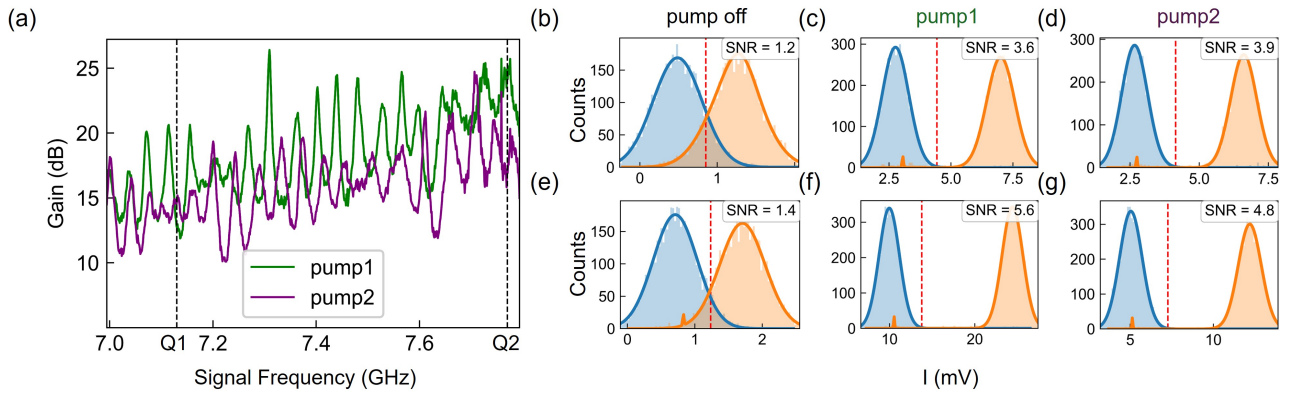 (a)
Gain (dB)
25
20
15
10
pump1
pump2
7.0 Q1 7.2 7.4 7.6 Q2
Signal Frequency (GHz)
(b) pump off
SNR = 1.2
Counts
150
100
50
0
0 1
(c) pump1
SNR = 3.6
300
200
100
0
2.5 5.0 7.5
(d) pump2
SNR = 3.9
300
200
100
0
2.5 5.0 7.5
(e)
SNR = 1.4
Counts
150
100
50
0
0 1 2
(f)
SNR = 5.6
300
200
100
0
10 20
(g)
SNR = 4.8
300
200
100
0
5 10
I (mV)